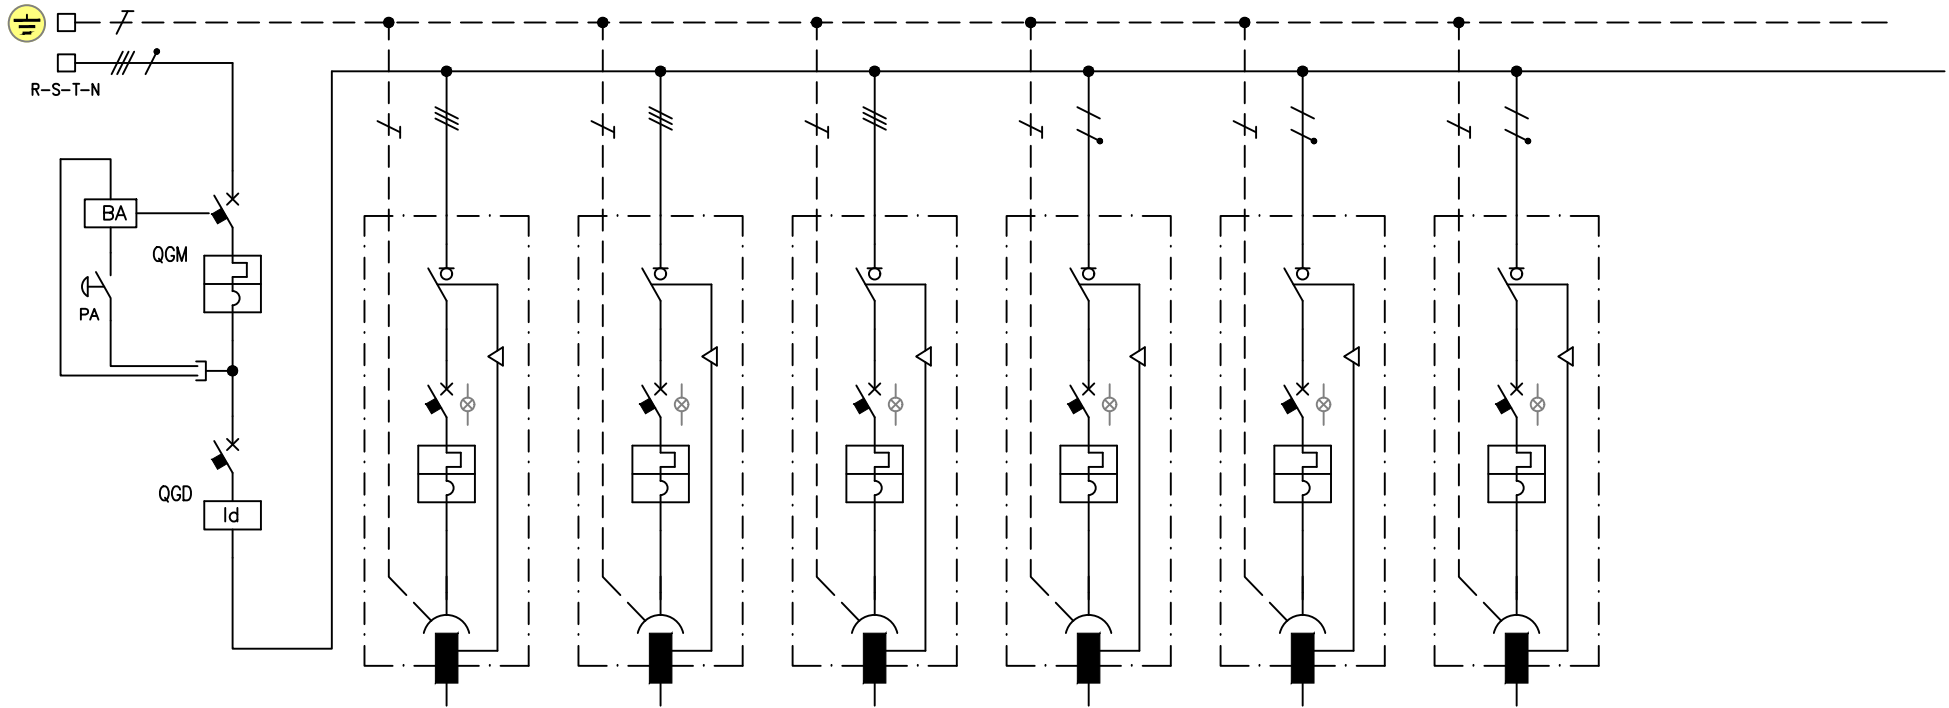 R-S-T-N
BA
QGM
PA
QGD
Id